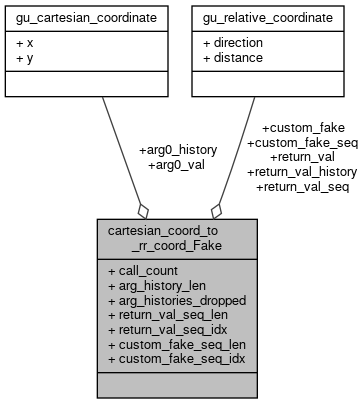 gu_cartesian_coordinate
+ x
+ y
gu_relative_coordinate
+ direction
+ distance
+arg0_history
+arg0_val
+custom_fake
+custom_fake_seq
+return_val
+return_val_history
+return_val_seq
cartesian_coord_to
_rr_coord_Fake
+ call_count
+ arg_history_len
+ arg_histories_dropped
+ return_val_seq_len
+ return_val_seq_idx
+ custom_fake_seq_len
+ custom_fake_seq_idx